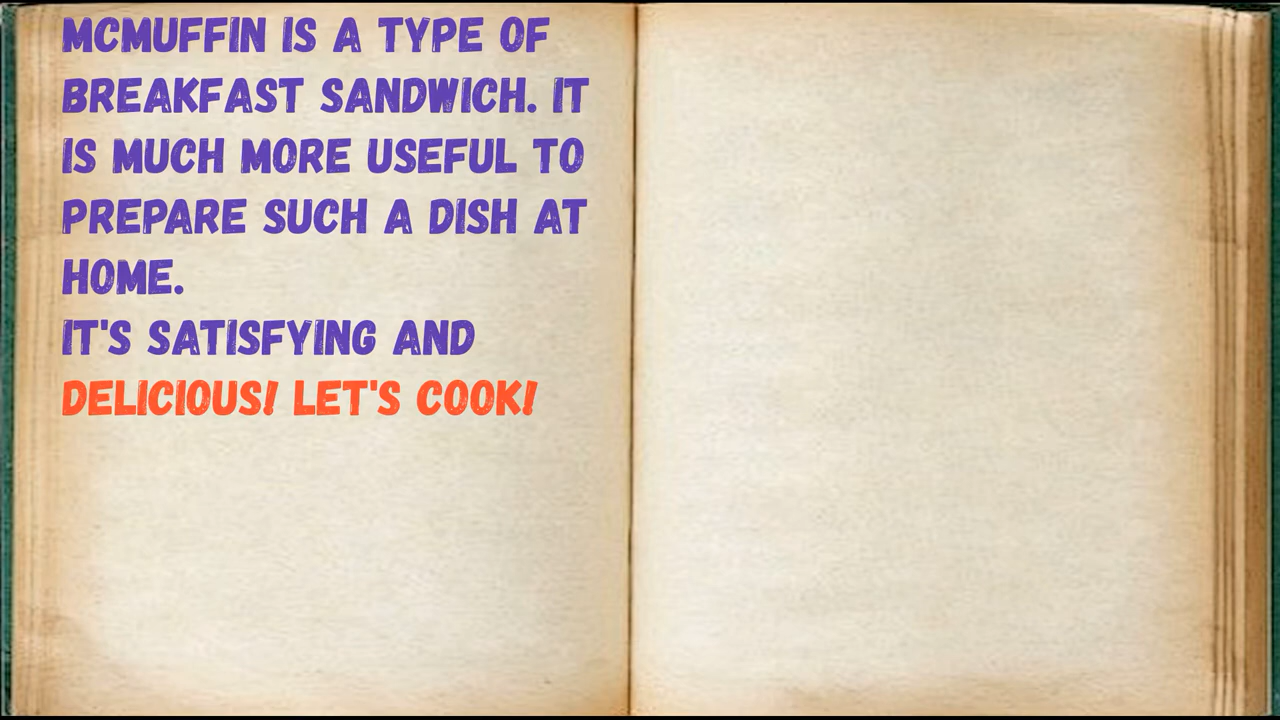 MCMUFFIN IS A TYPE OF
BREAKFAST SANDWICH. IT
IS MUCH MORE USEFUL TO
PREPARE SUCH A DISH AT
HOME.
IT'S SATISFYING AND
DELICIOUS! LET'S COOK!